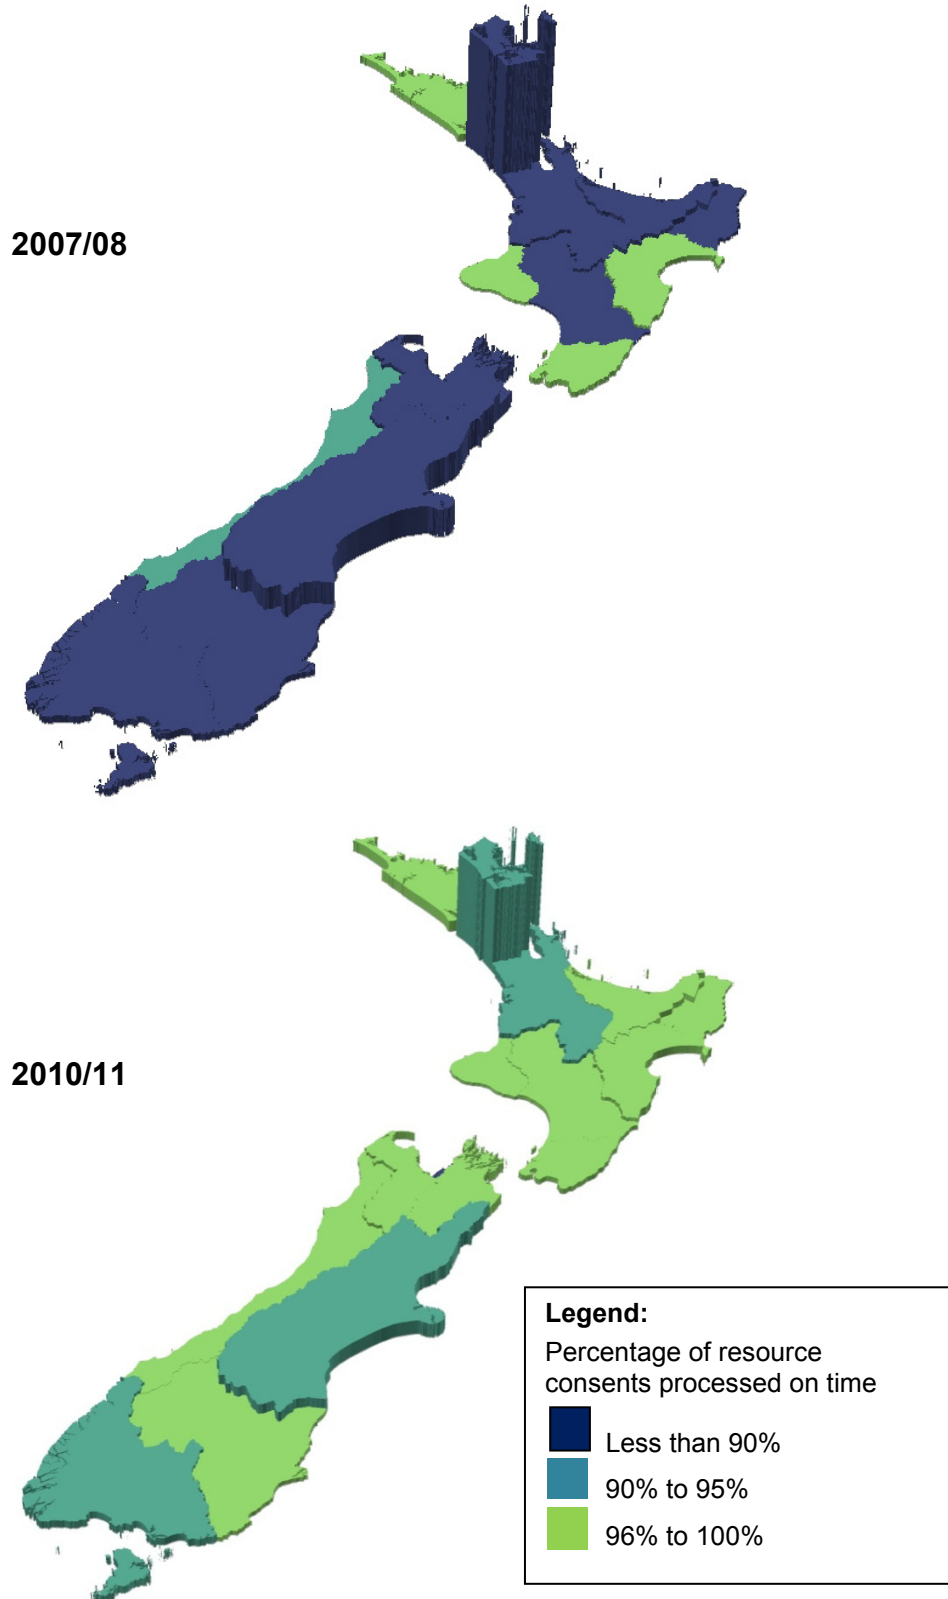 2007/08
2010/11
Legend:
Percentage of resource
consents processed on time
Less than 90%
90% to 95%
96% to 100%